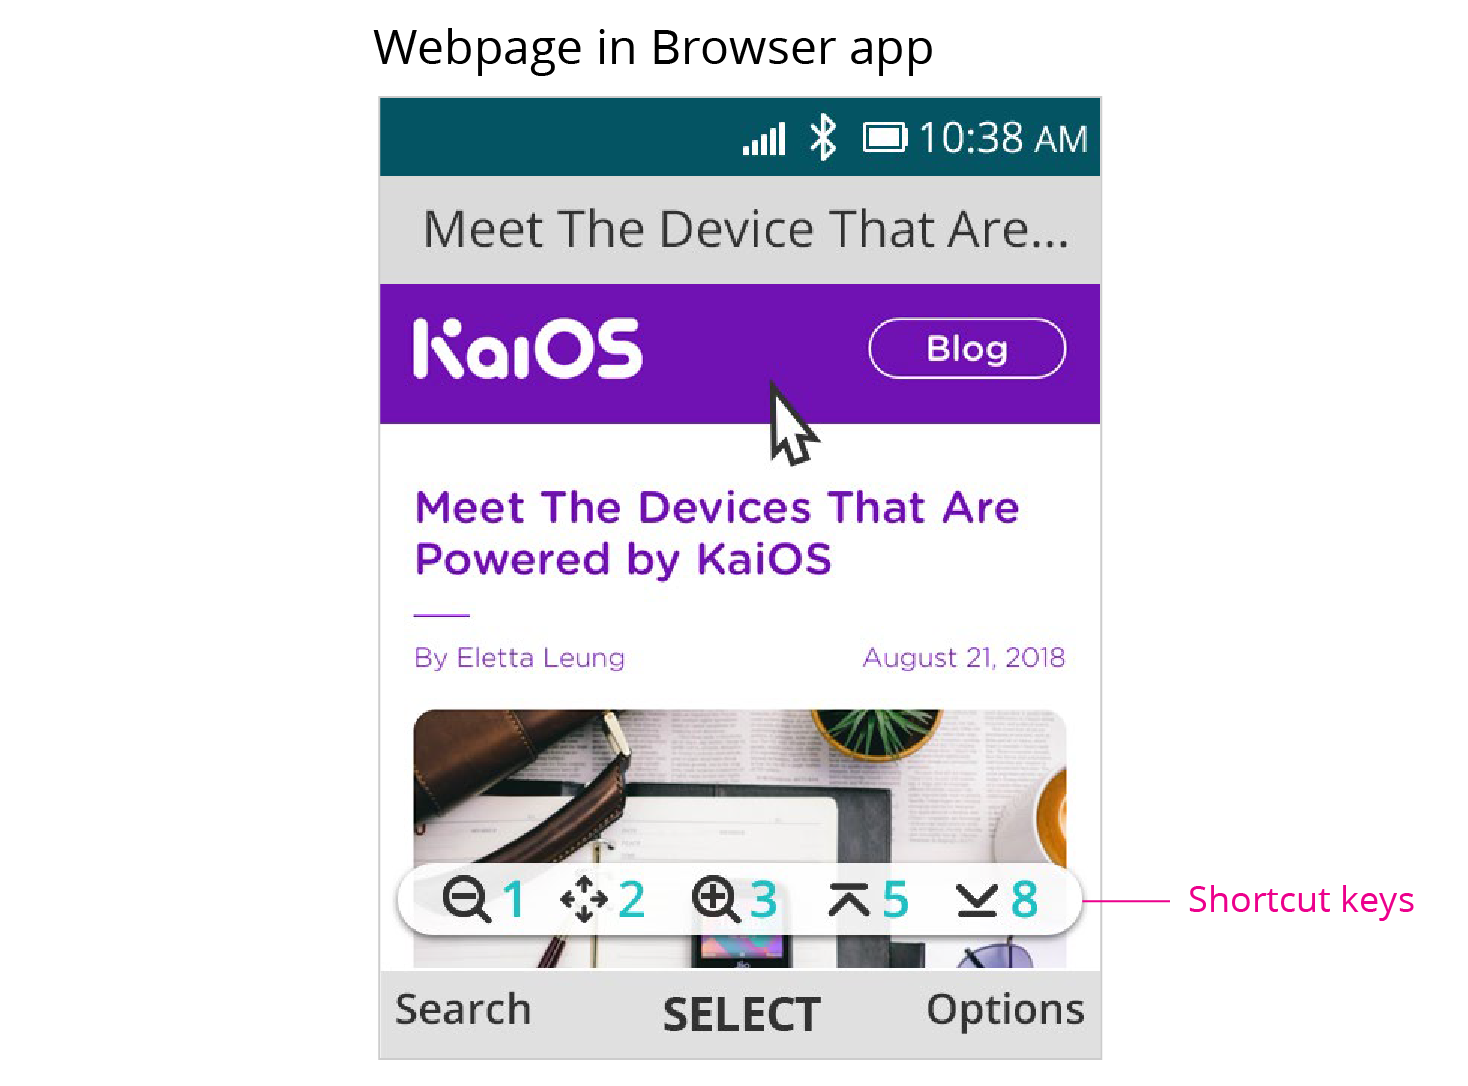 Webpage in Browser app
10:38 AM
Meet The Device That Are...
KaiOS
Blog
Meet The Devices That Are
Powered by KaiOS
By Eletta Leung
August 21, 2018
1 2 3 5 8
Shortcut keys
Search
SELECT
Options